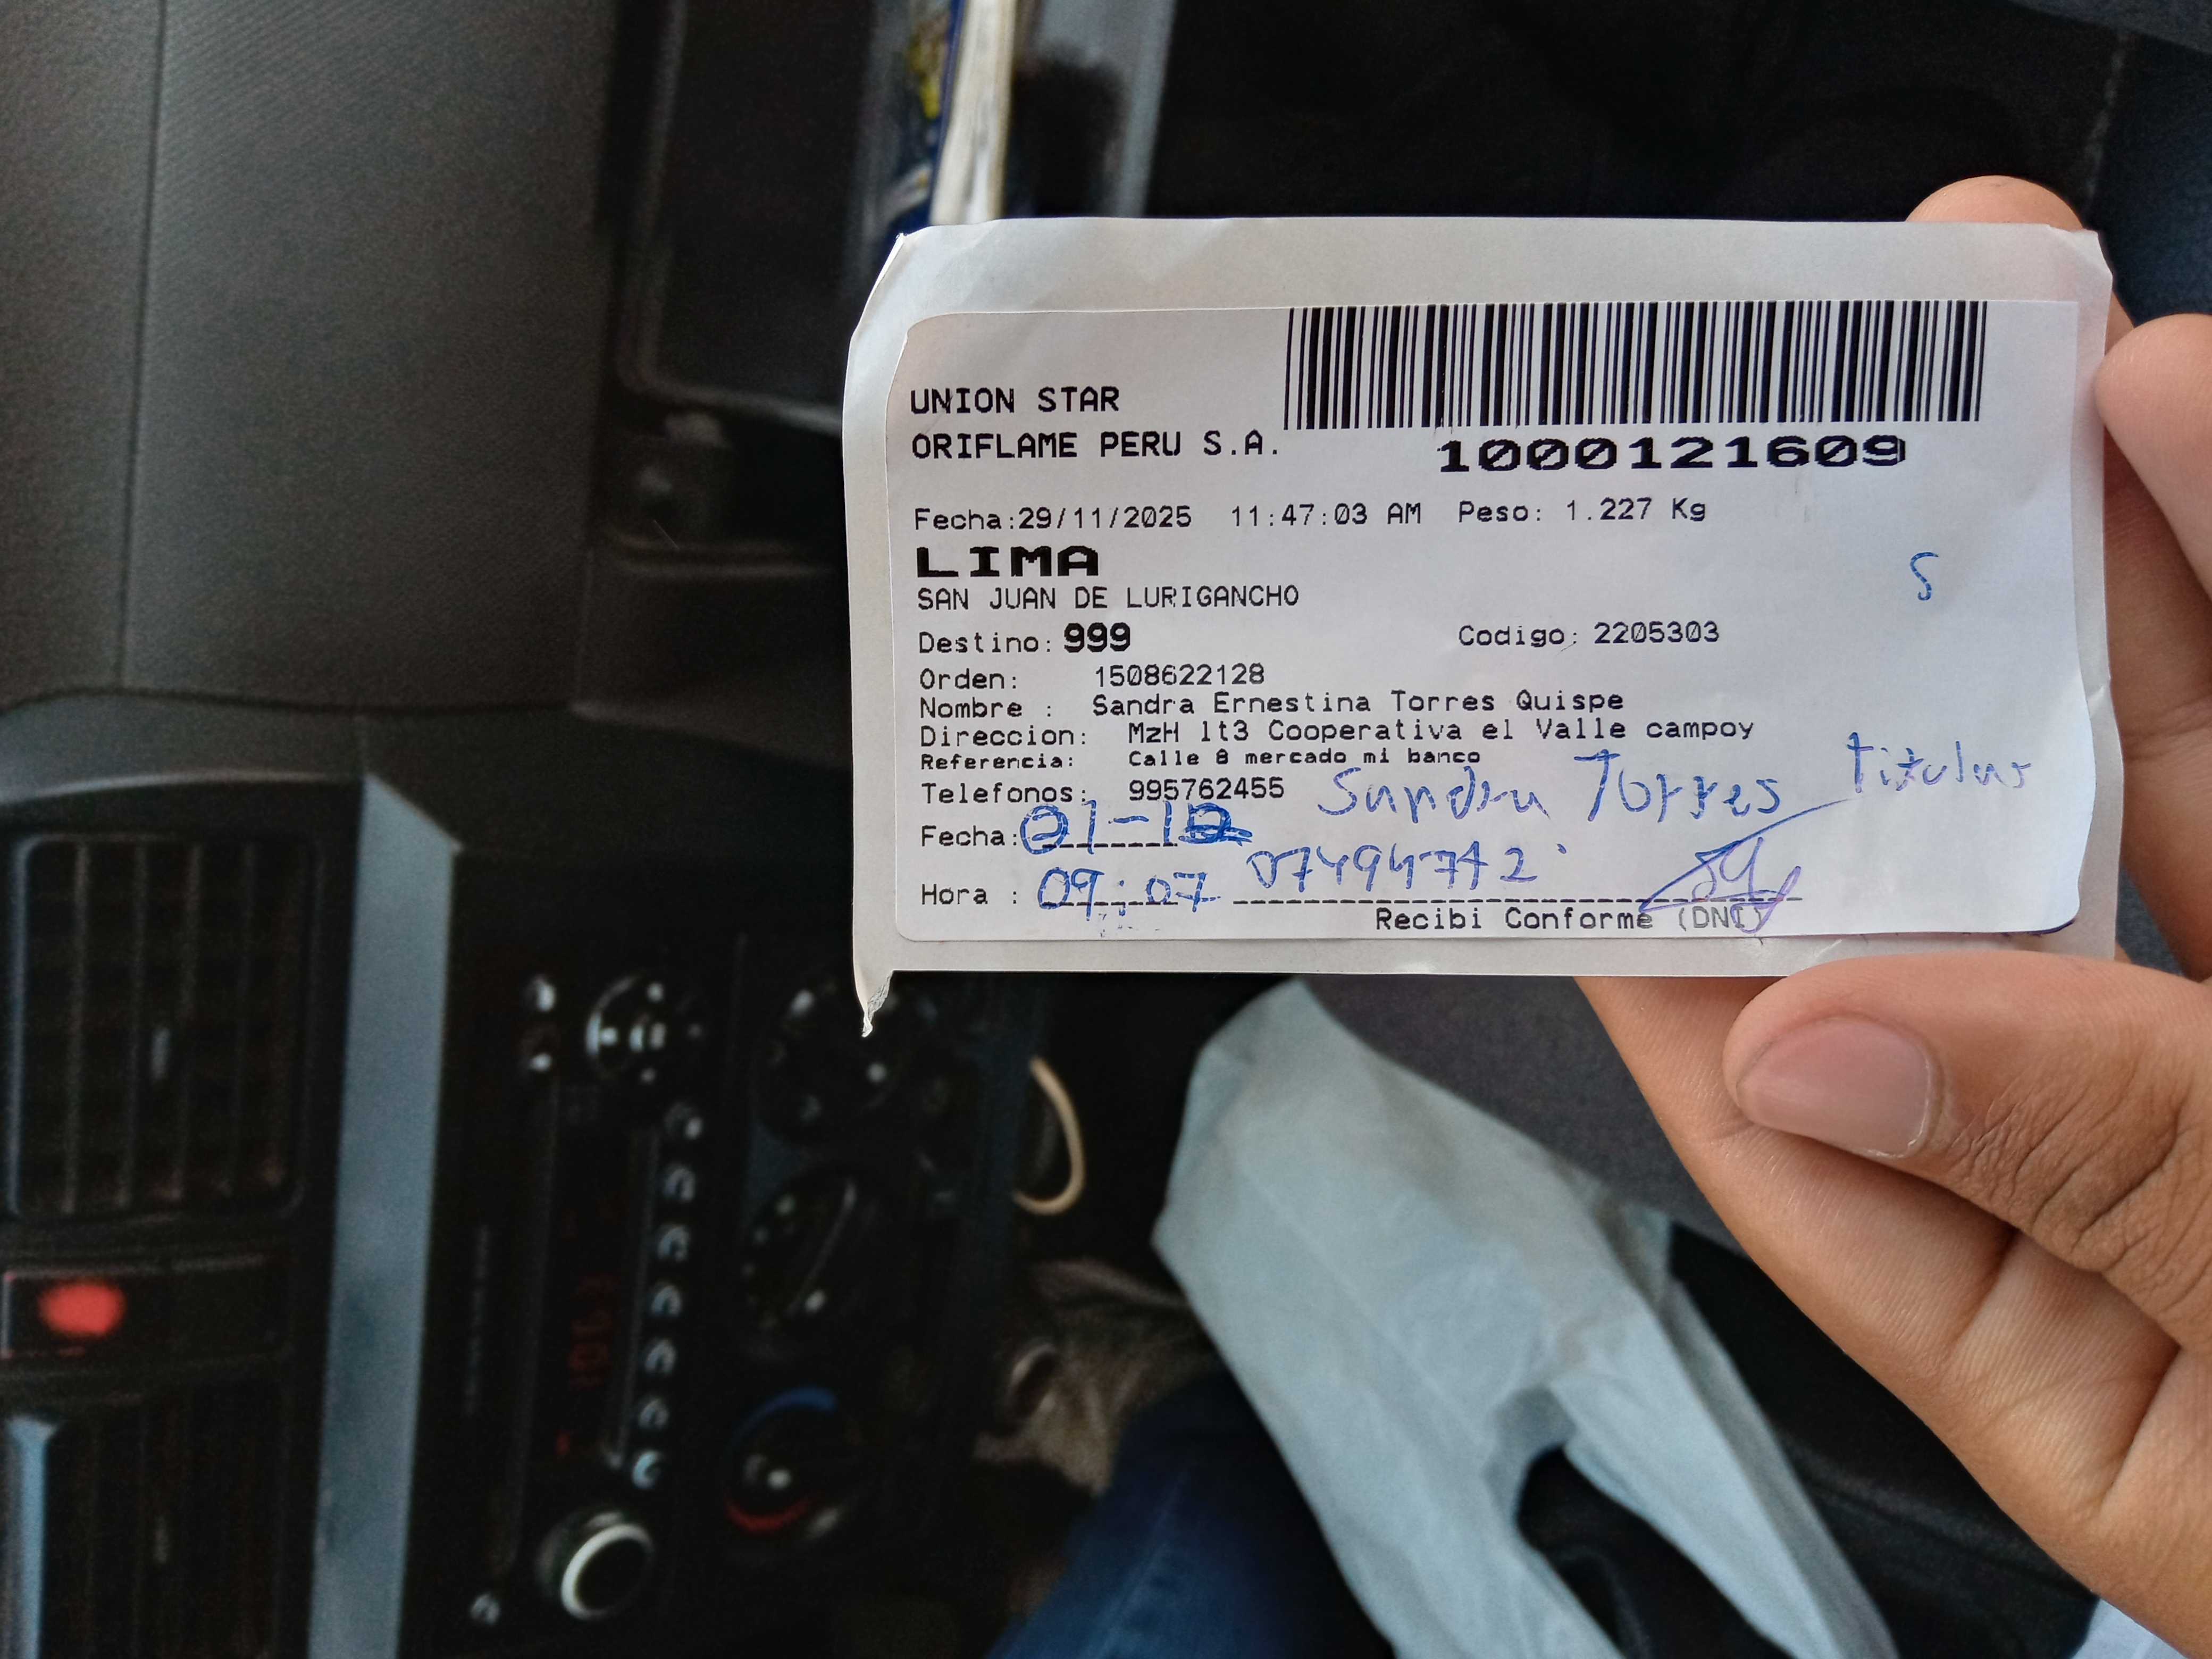 UNION STAR
ORIFLAME PERU S.A.
1000121609
Fecha:29/11/2025 11:47:03 AM Peso: 1.227 Kg
LIMA
SAN JUAN DE LURIGANCHO
S
Destino: 999 Codigo: 2205303
Orden: 1508622128
Nombre : Sandra Ernestina Torres Quispe
Direccion: MzH lt3 Cooperativa el Valle campoy
Referencia: Calle 8 mercado mi banco
Telefonos: 995762455
Sandra Torres titular
Fecha:
Hora : 09:07
Recibi Conforme (DNI)